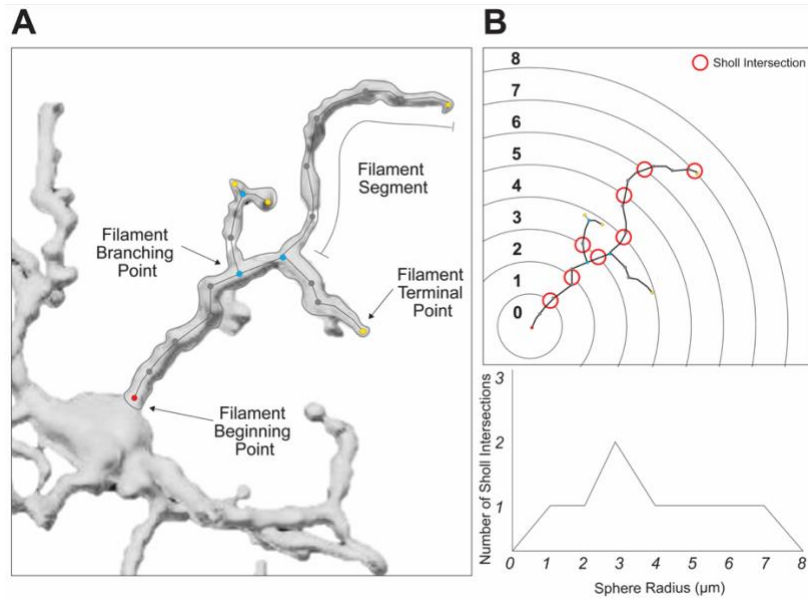 A
Filament
Segment
Filament
Branching
Point
Filament
Terminal
Point
Filament
Beginning
Point
B
Sholl Intersection
8
7
6
5
4
3
2
1
0
Number of Sholl Intersections
3
2
1
0 1 2 3 4 5 6 7 8
Sphere Radius (μm)